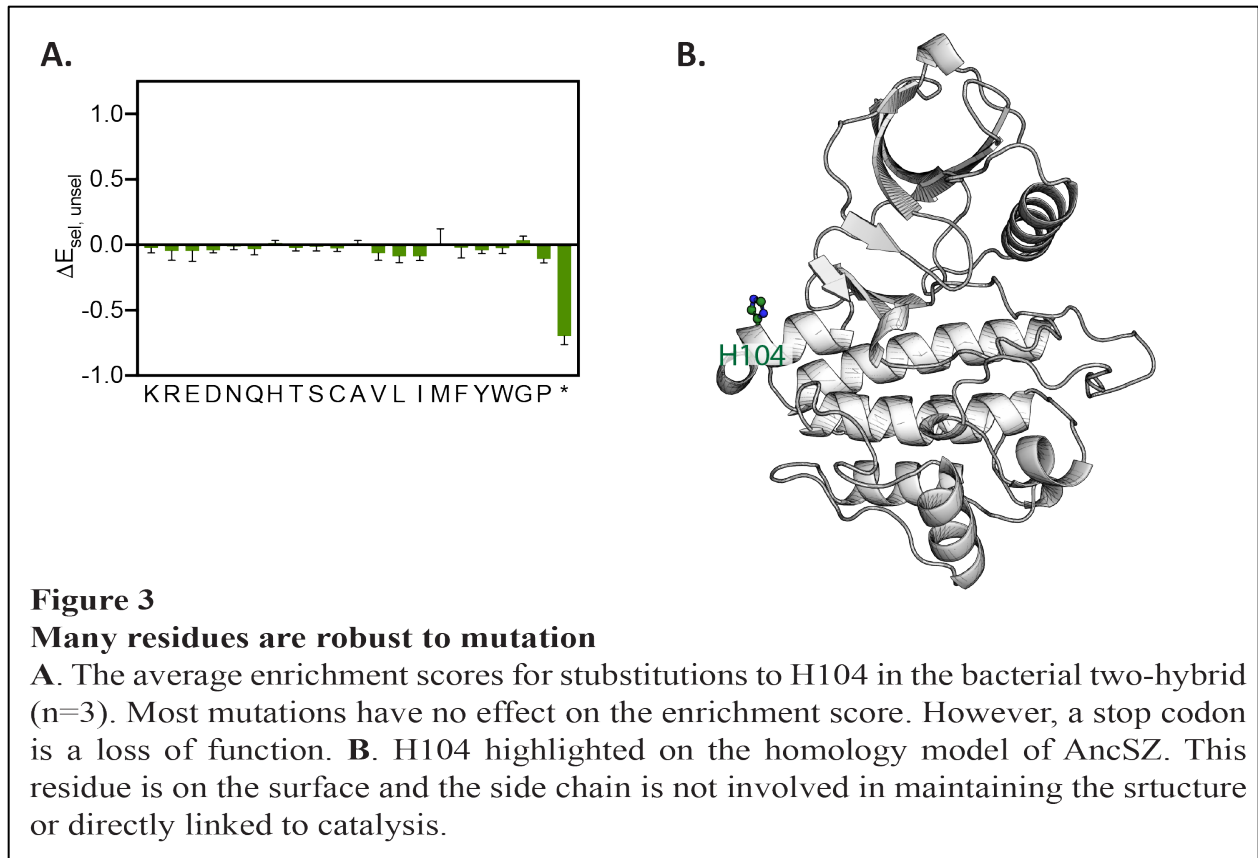 A.
B.
1.0
0.5
0.0
-0.5
-1.0
ΔEsel, unsel
K R E D N Q H T S C A V L I M F Y W G P *
H104
Figure 3
Many residues are robust to mutation
A. The average enrichment scores for stubstitutions to H104 in the bacterial two-hybrid
(n=3). Most mutations have no effect on the enrichment score. However, a stop codon
is a loss of function. B. H104 highlighted on the homology model of AncSZ. This
residue is on the surface and the side chain is not involved in maintaining the srtucture
or directly linked to catalysis.